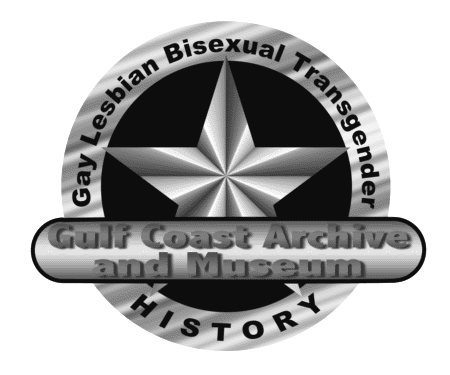 Gay Lesbian Bisexual Transgender
Gulf Coast Archive
and Museum
HISTORY